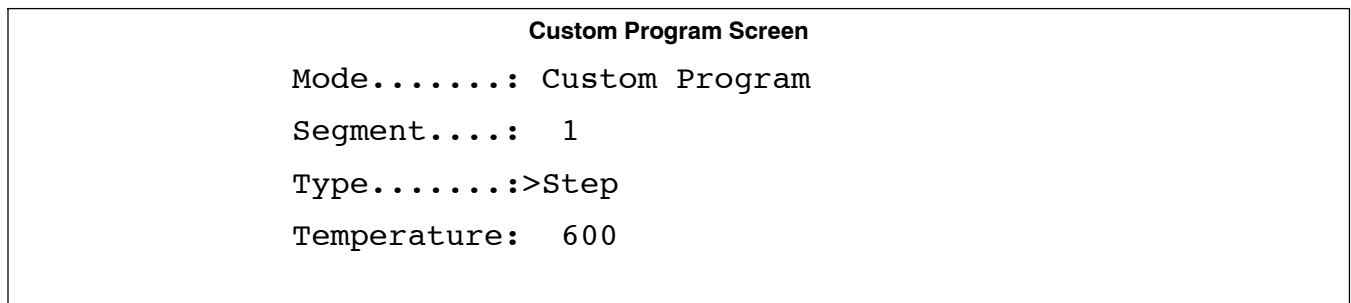 Custom Program Screen
Mode.......: Custom Program
Segment....: 1
Type.......:>Step
Temperature: 600